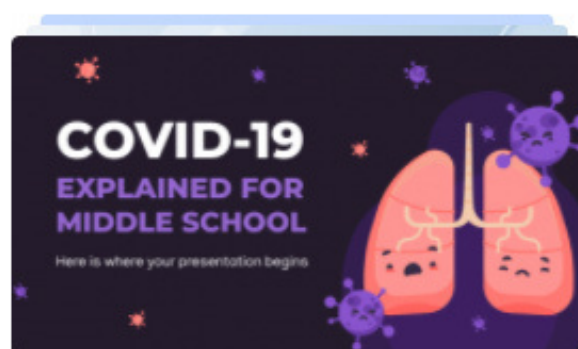 COVID-19
EXPLAINED FOR
MIDDLE SCHOOL
Here is where your presentation begins